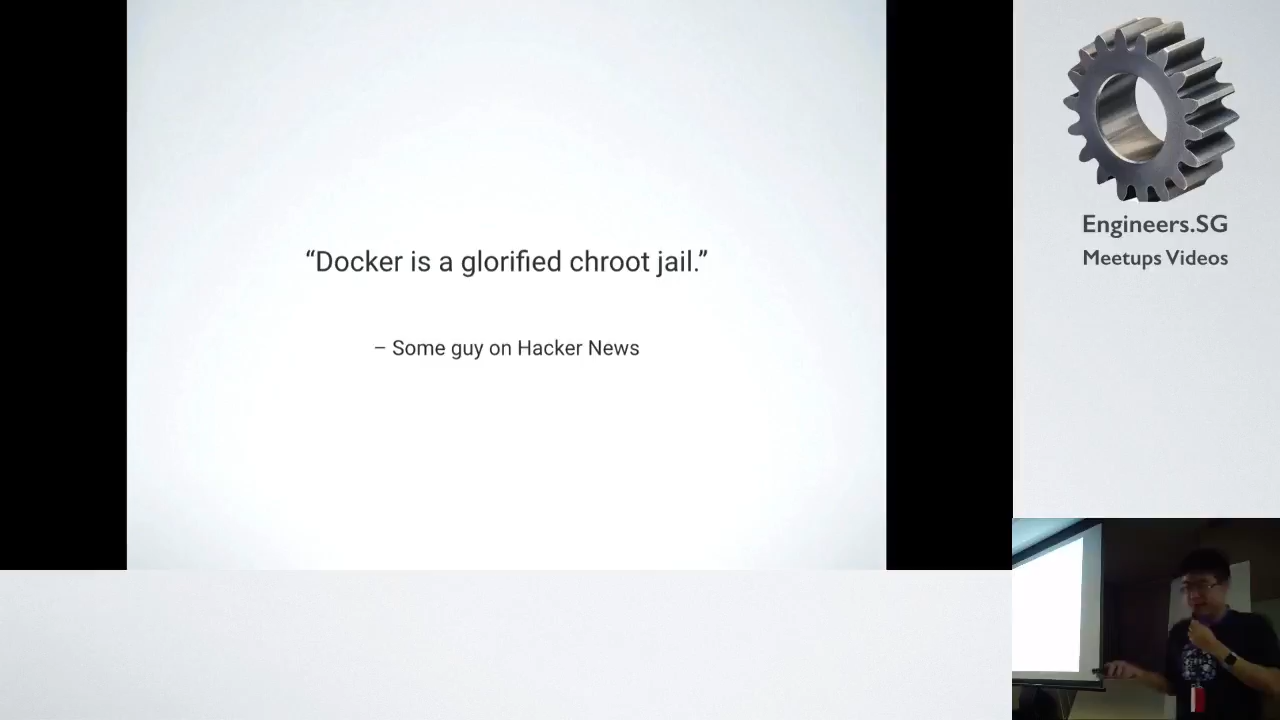 “Docker is a glorified chroot jail.”
– Some guy on Hacker News
Engineers.SG
Meetups Videos